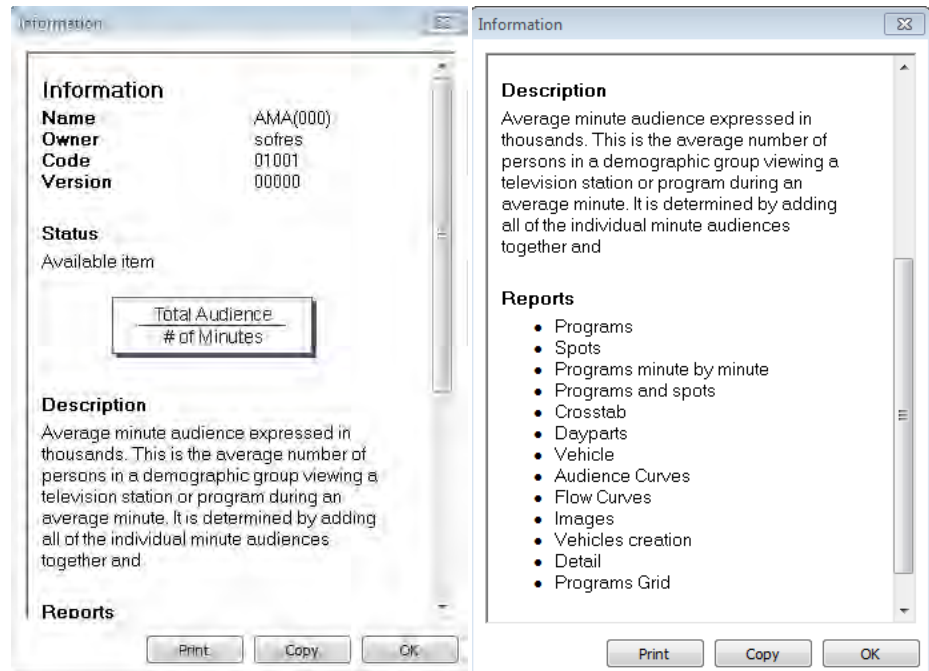 Information
Information
Name AMA(000)
Owner sofres
Code 01001
Version 00000
Status
Available item
Total Audience
# of Minutes
Description
Average minute audience expressed in
thousands. This is the average number of
persons in a demographic group viewing a
television station or program during an
average minute. It is determined by adding
all of the individual minute audiences
together and
Reports
Print Copy OK
Information
Description
Average minute audience expressed in
thousands. This is the average number of
persons in a demographic group viewing a
television station or program during an
average minute. It is determined by adding
all of the individual minute audiences
together and
Reports
• Programs
• Spots
• Programs minute by minute
• Programs and spots
• Crosstab
• Dayparts
• Vehicle
• Audience Curves
• Flow Curves
• Images
• Vehicles creation
• Detail
• Programs Grid
Print Copy OK